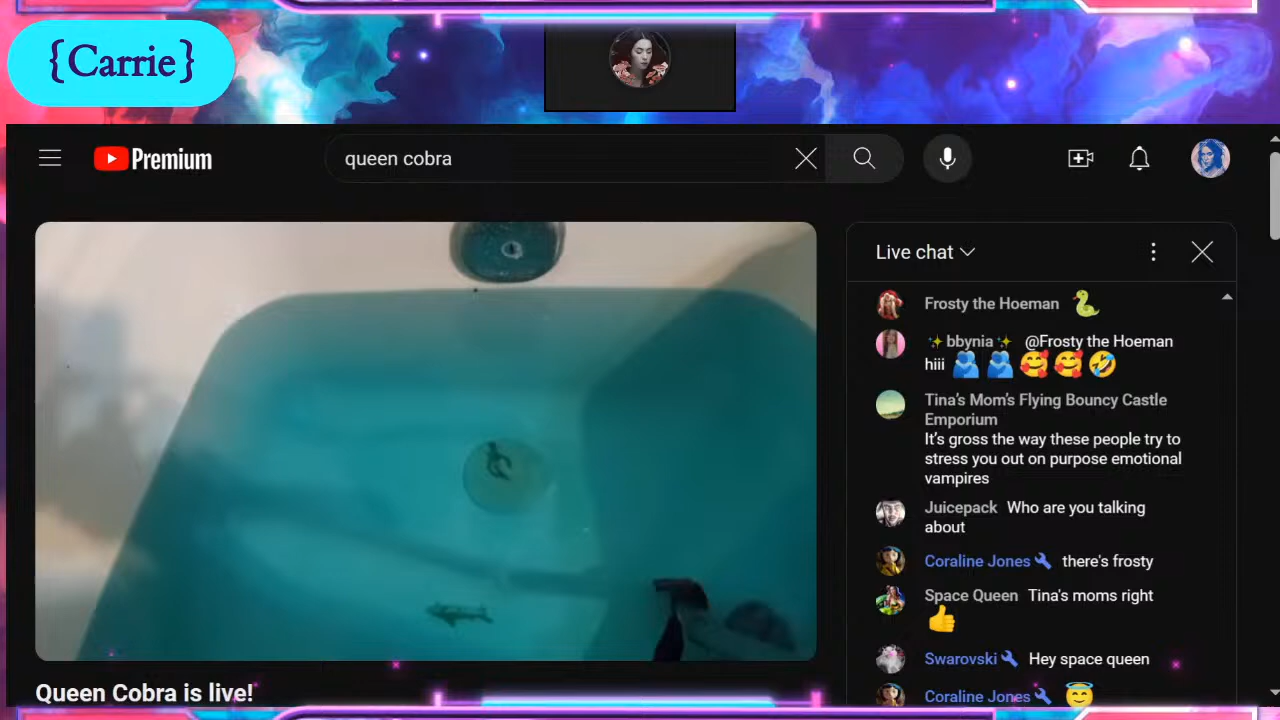 {Carrie}
Premium
queen cobra
Live chat
Frosty the Hoeman
bbynia @Frosty the Hoeman
hiii
Tina's Mom's Flying Bouncy Castle
Emporium
It's gross the way these people try to
stress you out on purpose emotional
vampires
Juicepack Who are you talking
about
Coraline Jones there's frosty
Space Queen Tina's moms right
Swarovski Hey space queen
Coraline Jones
Queen Cobra is live!